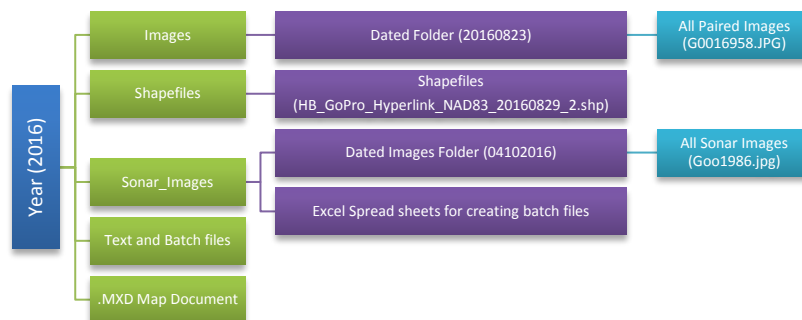 Year (2016)
Images
Dated Folder (20160823)
All Paired Images
(G0016958.JPG)
Shapefiles
Shapefiles
(HB_GoPro_Hyperlink_NAD83_20160829_2.shp)
Sonar_Images
Dated Images Folder (04102016)
All Sonar Images
(Goo1986.jpg)
Excel Spread sheets for creating batch files
Text and Batch files
.MXD Map Document